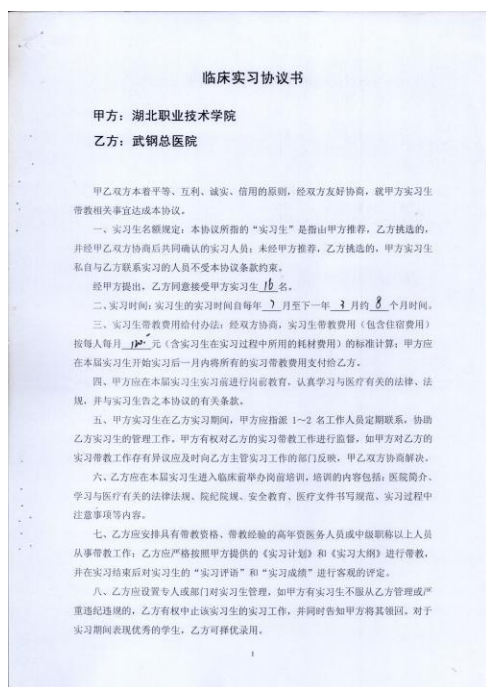 临床实习协议书
甲方：湖北职业技术学院
乙方：武钢总医院
甲乙双方本着平等、互利、诚实、信用的原则，经双方友好协商，就甲方实习生
带教相关事宜达成本协议。
一、实习生名额规定：本协议所指的“实习生”是指由甲方推荐，乙方挑选的，
并经甲乙双方协商后共同确认的实习人员；未经甲方推荐，乙方挑选的，甲方实习生
私自与乙方联系实习的人员不受本协议条款约束。
经甲方提出，乙方同意接受甲方实习生 16 名。
二、实习时间：实习生的实习时间自每年 7 月至下一年 3 月约 8 个月时间。
三、实习生带教费用给付办法：经双方协商，实习生带教费用（包含住宿费用）
按每人每月 元（含实习生在实习过程中所用的耗材费用）的标准计算；甲方应
在本届实习生开始实习后一月内将所有的实习带教费用支付给乙方。
四、甲方应在本届实习生实习前进行岗前教育，认真学习与医疗有关的法律、法
规，并与实习生告之本协议的有关条款。
五、甲方实习生在乙方实习期间，甲方应指派 1～2 名工作人员定期联系，协助
乙方实习生的管理工作。甲方有权对乙方的实习带教工作进行监督，如甲方对乙方的
实习带教工作存有异议应及时向乙方主管实习工作的部门反映，甲乙双方协商解决。
六、乙方应在本届实习生进入临床前举办岗前培训，培训的内容包括：医院简介、
学习与医疗有关的法律法规、院纪院规、安全教育、医疗文件书写规范、实习过程中
注意事项等内容。
七、乙方应安排具有带教资格、带教经验的高年资医务人员或中级职称以上人员
从事带教工作；乙方应严格按照甲方提供的《实习计划》和《实习大纲》进行带教，
并在实习结束后对实习生的“实习评语”和“实习成绩”进行客观的评定。
八、乙方应设置专人或部门对实习生管理，如甲方有实习生不服从乙方管理或严
重违纪违规的，乙方有权中止该实习生的实习工作，并同时告知甲方将其领回。对于
实习期间表现优秀的学生，乙方可择优录用。
1